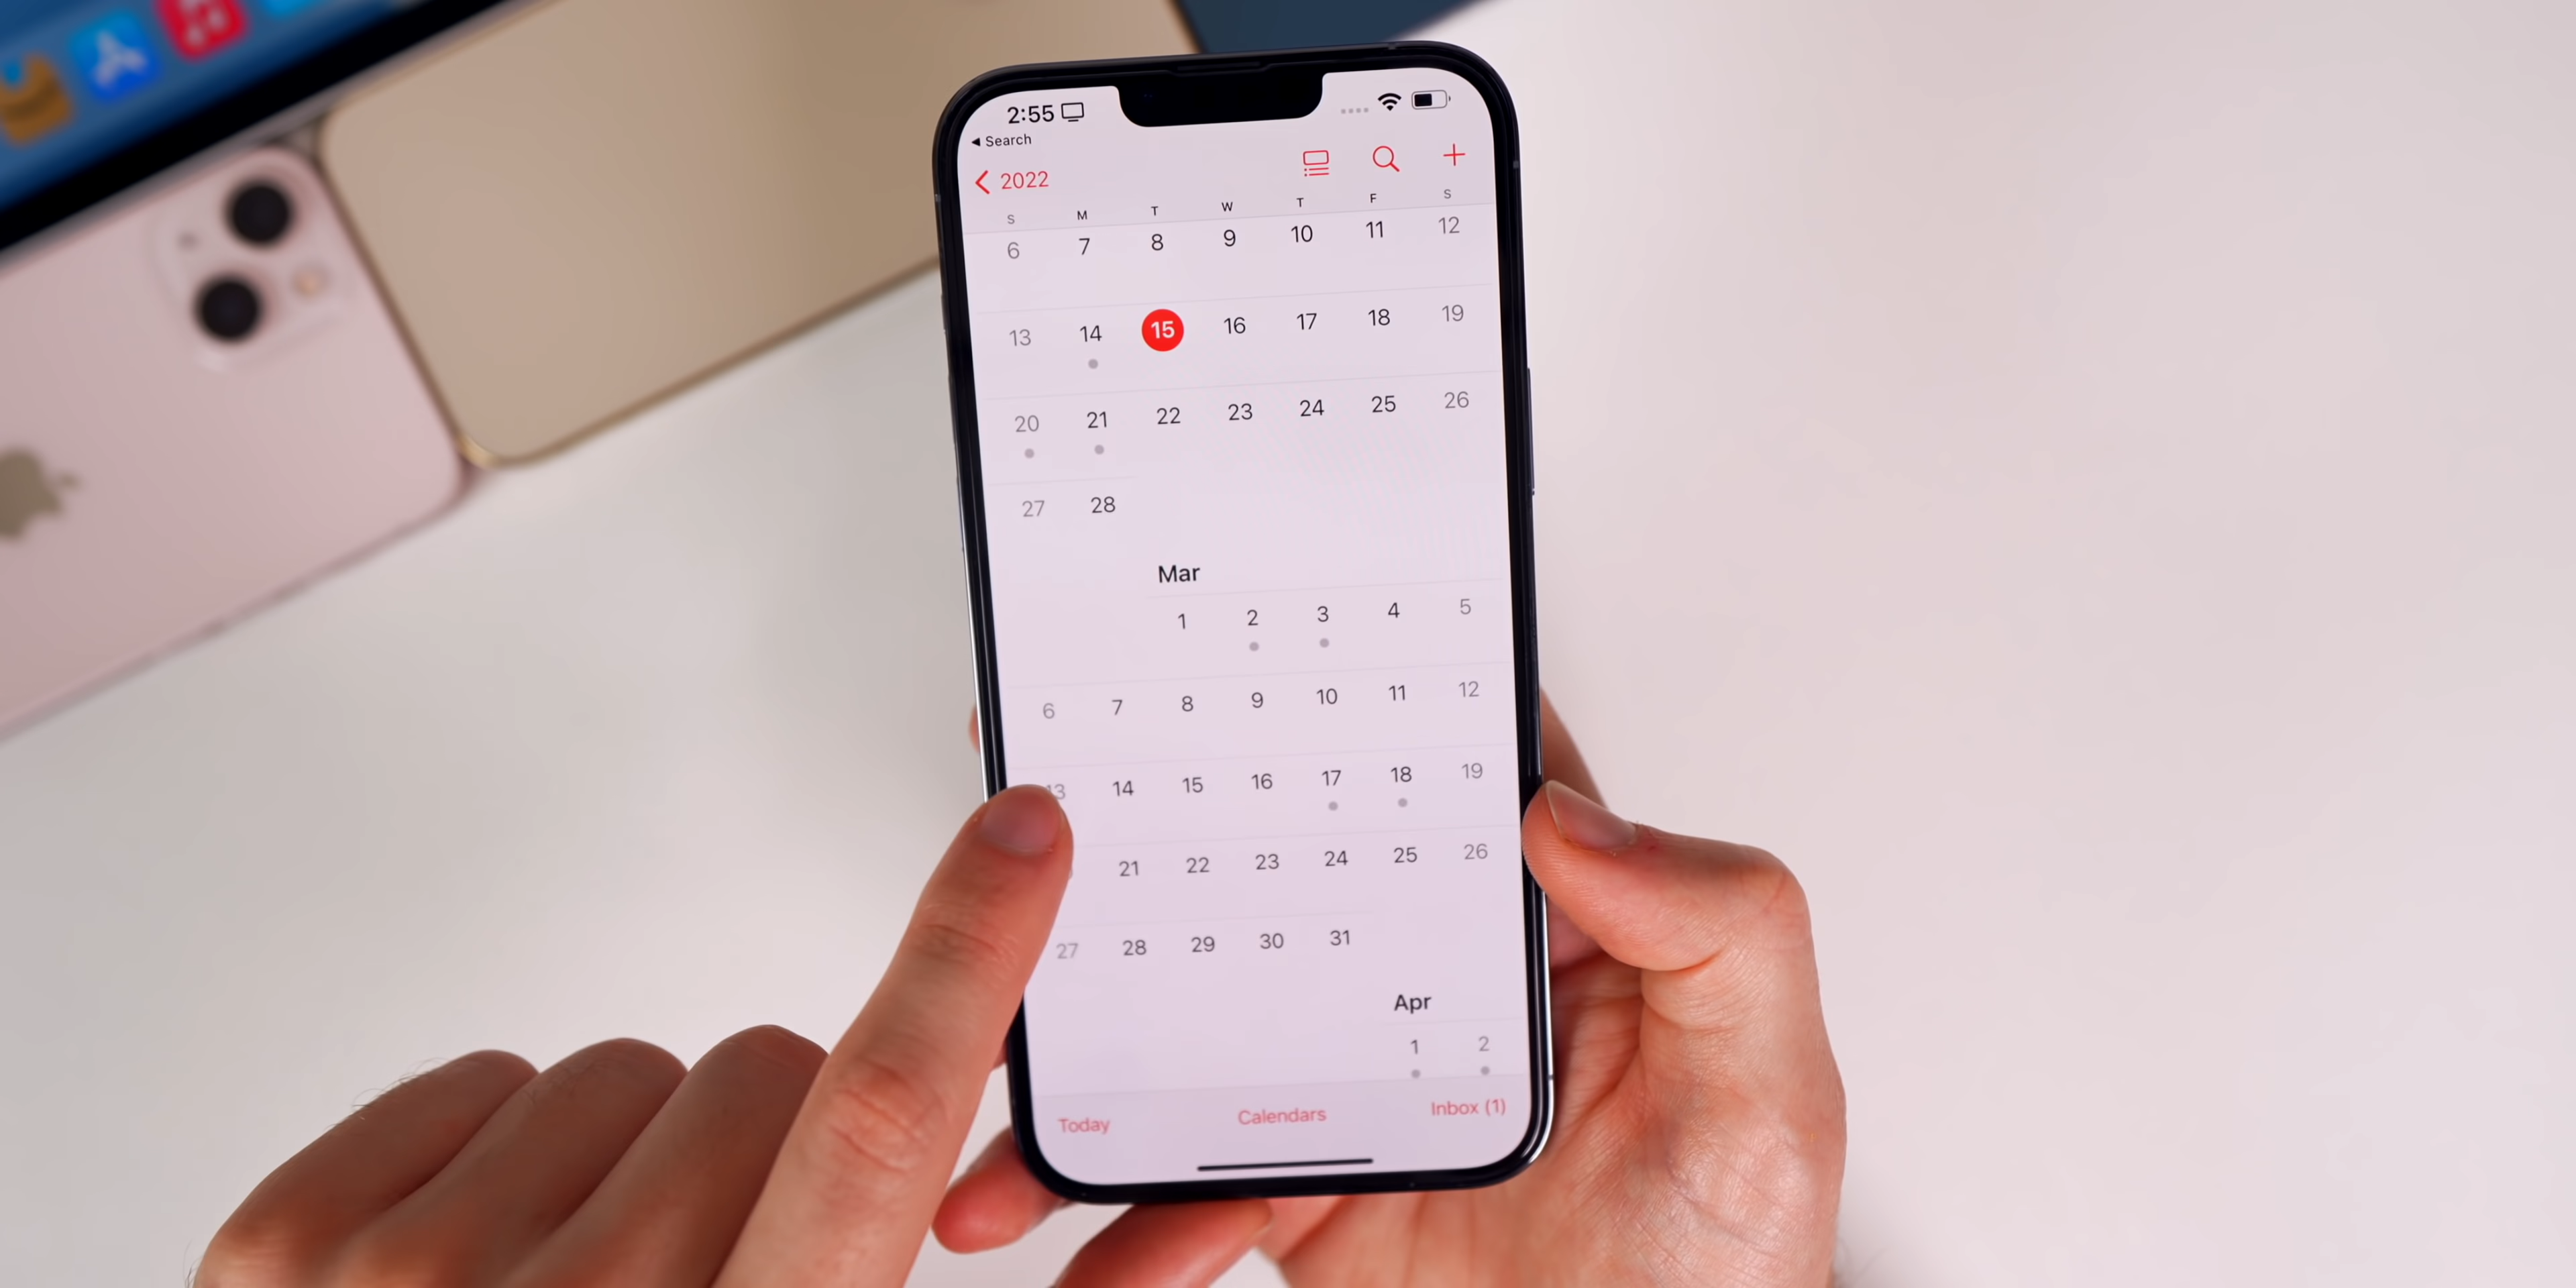 2:55
◀ Search
2022
S M T W T F S
6 7 8 9 10 11 12
13 14 15 16 17 18 19
20 21 22 23 24 25 26
27 28
Mar
1 2 3 4 5
6 7 8 9 10 11 12
13 14 15 16 17 18 19
21 22 23 24 25 26
27 28 29 30 31
Apr
1 2
Today Calendars Inbox (1)